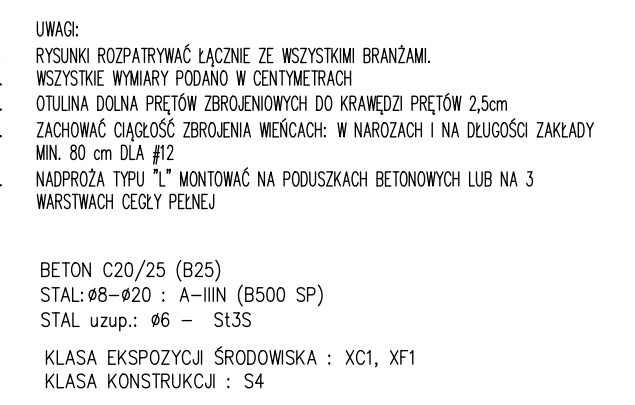 UWAGI:
RYSUNKI ROZPATRYWAĆ ŁĄCZNIE ZE WSZYSTKIMI BRANŻAMI.
WSZYSTKIE WYMIARY PODANO W CENTYMETRACH
OTULINA DOLNA PRĘTÓW ZBROJENIOWYCH DO KRAWĘDZI PRĘTÓW 2,5cm
ZACHOWAĆ CIĄGŁOŚĆ ZBROJENIA WIEŃCACH: W NAROZACH I NA DŁUGOŚCI ZAKŁADY
MIN. 80 cm DLA #12
NADPROŻA TYPU "L" MONTOWAĆ NA PODUSZKACH BETONOWYCH LUB NA 3
WARSTWACH CEGŁY PEŁNEJ
BETON C20/25 (B25)
STAL: ø8-ø20 : A-IIIN (B500 SP)
STAL uzup.: ø6 - St3S
KLASA EKSPOZYCJI ŚRODOWISKA : XC1, XF1
KLASA KONSTRUKCJI : S4